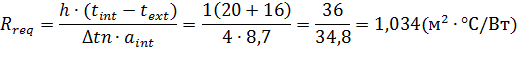 R_req = h · (t_int − t_ext) / Δtn · a_int = 1(20 + 16) / 4 · 8,7 = 36 / 34,8 = 1,034(м² · °С/Вт)